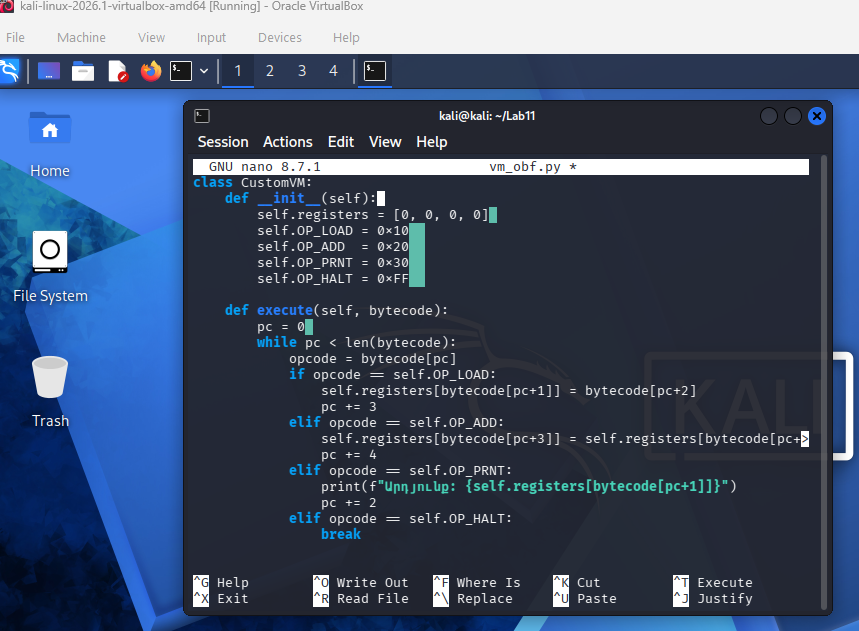 kali-linux-2026.1-virtualbox-amd64 [Running] - Oracle VirtualBox
File Machine View Input Devices Help
1 2 3 4
kali@kali: ~/Lab11
Session Actions Edit View Help
GNU nano 8.7.1 vm_obf.py *
class CustomVM:
    def __init__(self):
        self.registers = [0, 0, 0, 0]
        self.OP_LOAD = 0×10
        self.OP_ADD  = 0×20
        self.OP_PRNT = 0×30
        self.OP_HALT = 0×FF
    def execute(self, bytecode):
        pc = 0
        while pc < len(bytecode):
            opcode = bytecode[pc]
            if opcode == self.OP_LOAD:
                self.registers[bytecode[pc+1]] = bytecode[pc+2]
                pc += 3
            elif opcode == self.OP_ADD:
                self.registers[bytecode[pc+3]] = self.registers[bytecode[pc+>
                pc += 4
            elif opcode == self.OP_PRNT:
                print(f"Արդյունք: {self.registers[bytecode[pc+1]]}")
                pc += 2
            elif opcode == self.OP_HALT:
                break
^G Help ^O Write Out ^F Where Is ^K Cut ^T Execute
^X Exit ^R Read File ^\ Replace ^U Paste ^J Justify
Home
File System
Trash
KALI